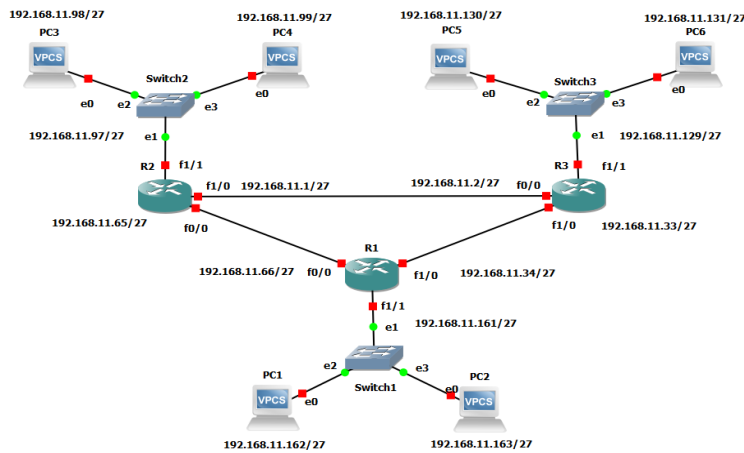 192.168.11.98/27
192.168.11.99/27
192.168.11.130/27
192.168.11.131/27
PC3
PC4
PC5
PC6
VPCS
VPCS
VPCS
VPCS
Switch2
Switch3
e0
e2
e3
e0
e0
e2
e3
e0
192.168.11.97/27
e1
e1
192.168.11.129/27
R2
f1/1
R3
f1/1
f1/0
192.168.11.1/27
192.168.11.2/27
f0/0
192.168.11.65/27
f0/0
f1/0
192.168.11.33/27
R1
192.168.11.66/27
f0/0
f1/0
192.168.11.34/27
f1/1
e1
192.168.11.161/27
e2
e3
PC1
Switch1
PC2
VPCS
e0
e0
VPCS
192.168.11.162/27
192.168.11.163/27